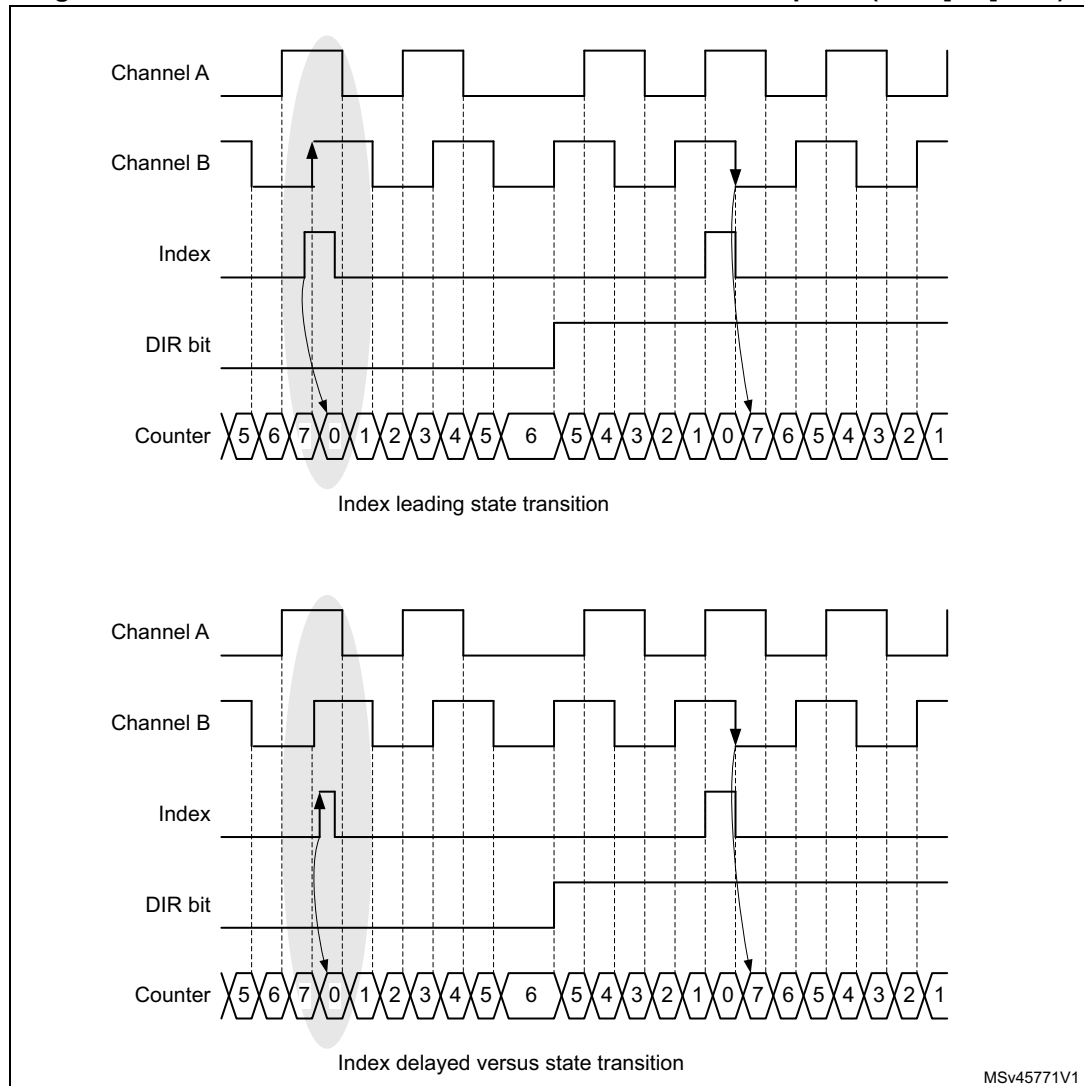 Channel A
Channel B
Index
DIR bit
Counter 5 6 7 0 1 2 3 4 5 6 5 4 3 2 1 0 7 6 5 4 3 2 1
Index leading state transition
Channel A
Channel B
Index
DIR bit
Counter 5 6 7 0 1 2 3 4 5 6 5 4 3 2 1 0 7 6 5 4 3 2 1
Index delayed versus state transition
MSv45771V1